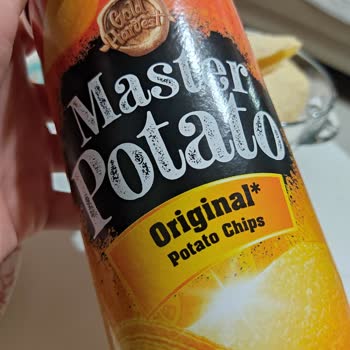 Gold
Harvest
Master
Potato
Original*
Potato Chips